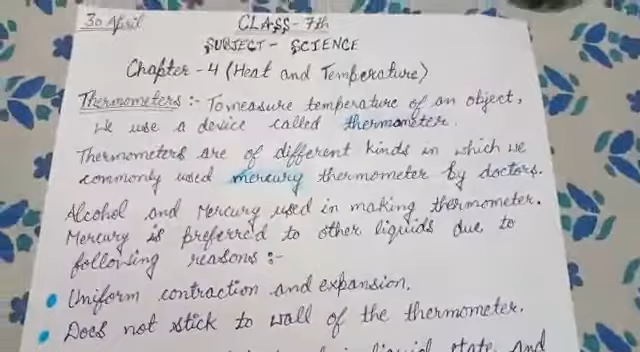 30 April
CLASS - 7th
SUBJECT - SCIENCE
Chapter - 4 (Heat and Temperature)
Thermometers :- To measure temperature of an object,
we use a device called thermometer.
Thermometers are of different kinds in which we
commonly used mercury thermometer by doctors.
Alcohol and Mercury used in making thermometer.
Mercury is preferred to other liquids due to
following reasons :-
• Uniform contraction and expansion.
• Does not stick to wall of the thermometer.
liquid state and